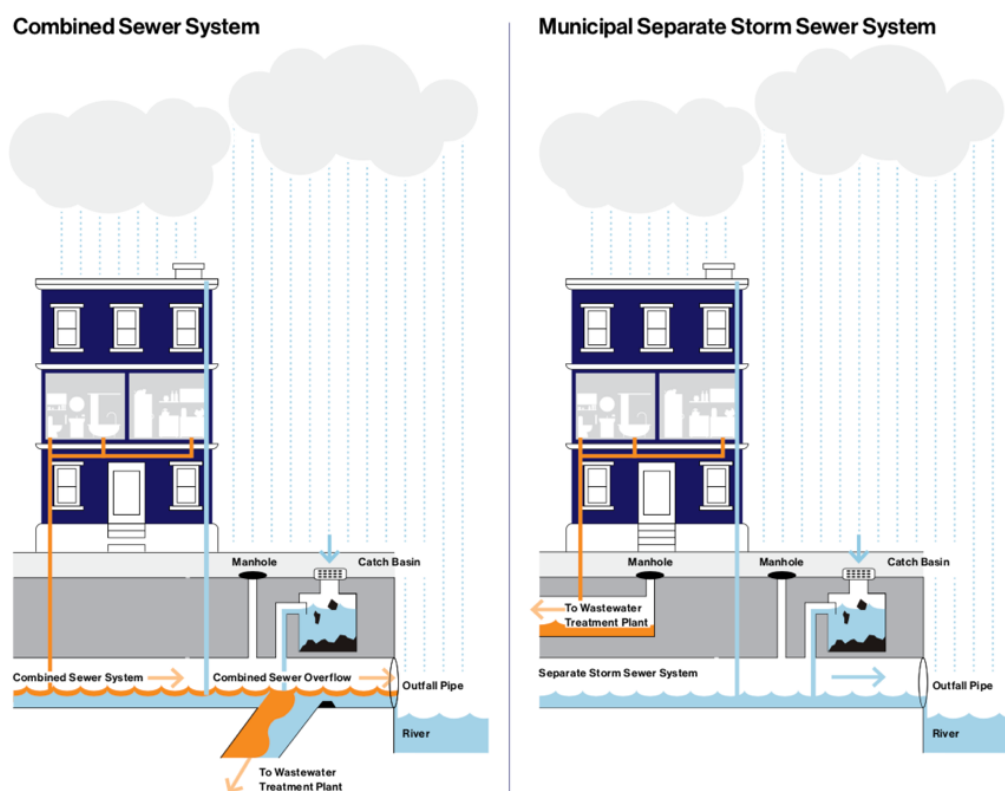 Combined Sewer System
Manhole
Catch Basin
Combined Sewer System
Combined Sewer Overflow
Outfall Pipe
River
To Wastewater
Treatment Plant
Municipal Separate Storm Sewer System
Manhole
Manhole
Catch Basin
To Wastewater
Treatment Plant
Separate Storm Sewer System
Outfall Pipe
River